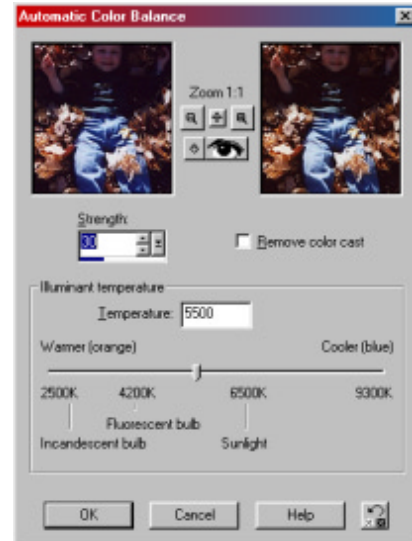 Automatic Color Balance
Zoom 1:1
Strength:
30
Remove color cast
Illuminant temperature
Temperature: 5500
Warmer (orange) Cooler (blue)
2500K 4200K 6500K 9300K
Fluorescent bulb
Incandescent bulb Sunlight
OK Cancel Help